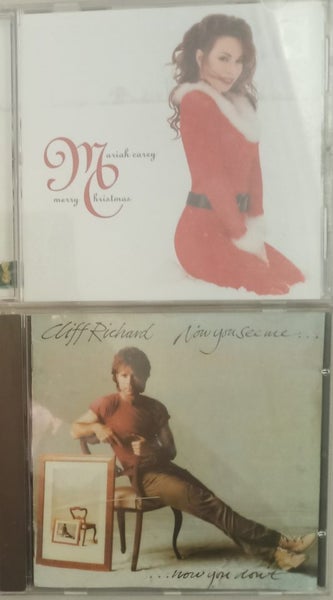 Mariah Carey
merry Christmas
Cliff Richard Now you see me...
...now you don't